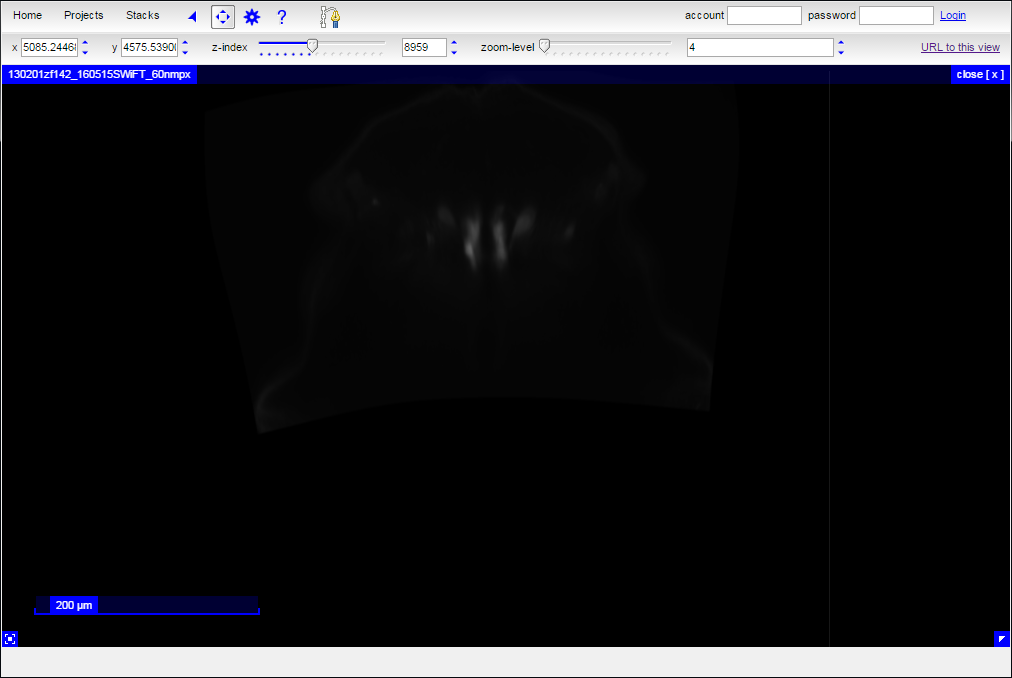 Home Projects Stacks ? account password Login
x 5085.2446 y 4575.5390 z-index 8959 zoom-level 4 URL to this view
130201zf142_160515SWiFT_60nmpx close [ x ]
200 µm